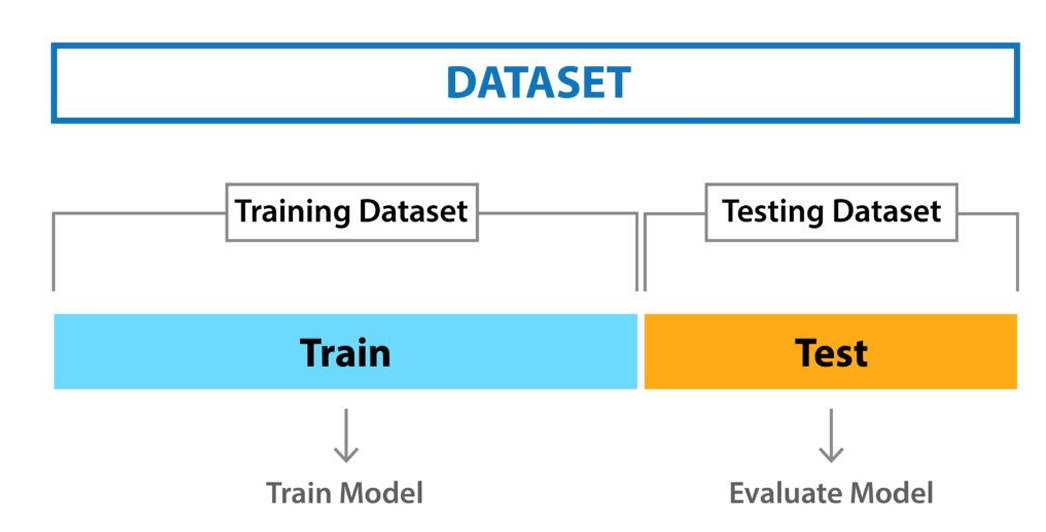 DATASET
Training Dataset
Testing Dataset
Train
Test
Train Model
Evaluate Model